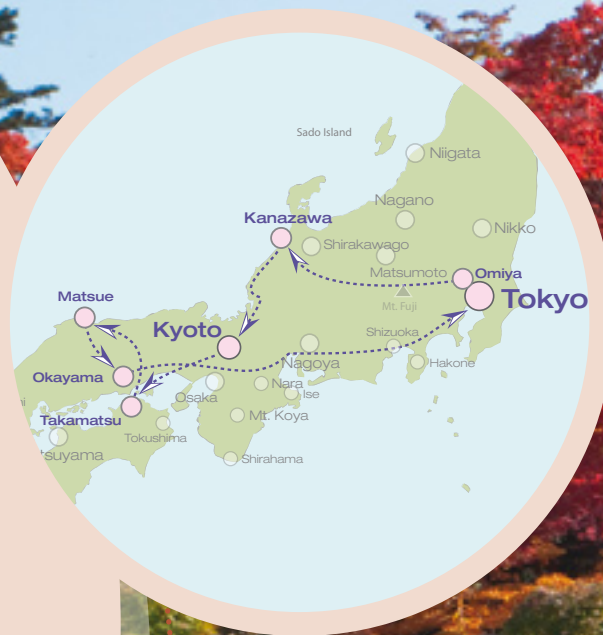 Sado Island
Niigata
Nagano
Kanazawa
Nikko
Shirakawago
Matsumoto
Omiya
Matsue
Mt. Fuji
Tokyo
Kyoto
Shizuoka
Nagoya
Hakone
Okayama
Nara
Osaka
Ise
Takamatsu
Mt. Koya
Tokushima
tsuyama
Shirahama